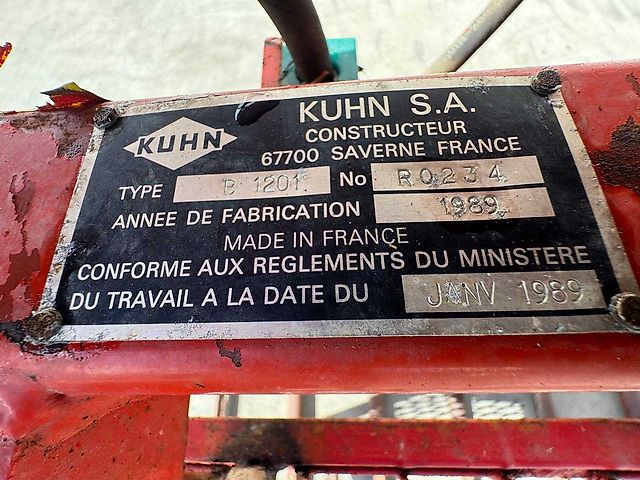 KUHN
KUHN S.A.
CONSTRUCTEUR
67700 SAVERNE FRANCE
TYPE B 1201 No R0234
ANNEE DE FABRICATION 1989
MADE IN FRANCE
CONFORME AUX REGLEMENTS DU MINISTERE
DU TRAVAIL A LA DATE DU JANV 1989